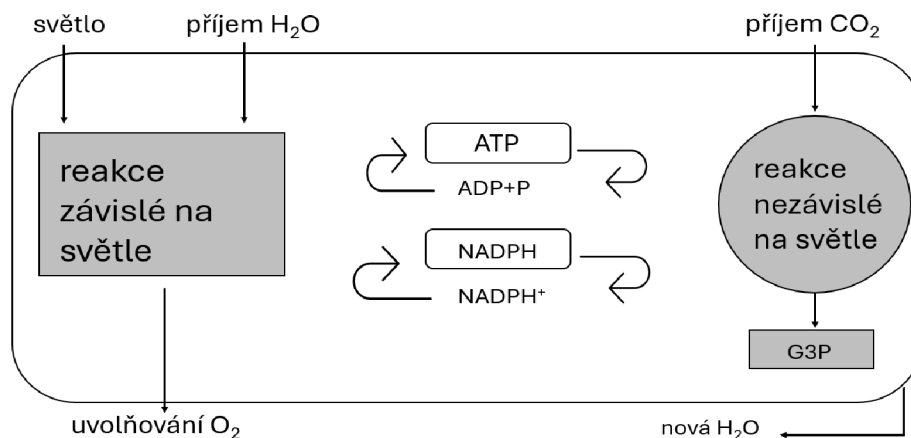 světlo
příjem H₂O
příjem CO₂
reakce
závislé na
světle
ATP
ADP+P
NADPH
NADPH⁺
reakce
nezávislé
na světle
G3P
uvolňování O₂
nová H₂O